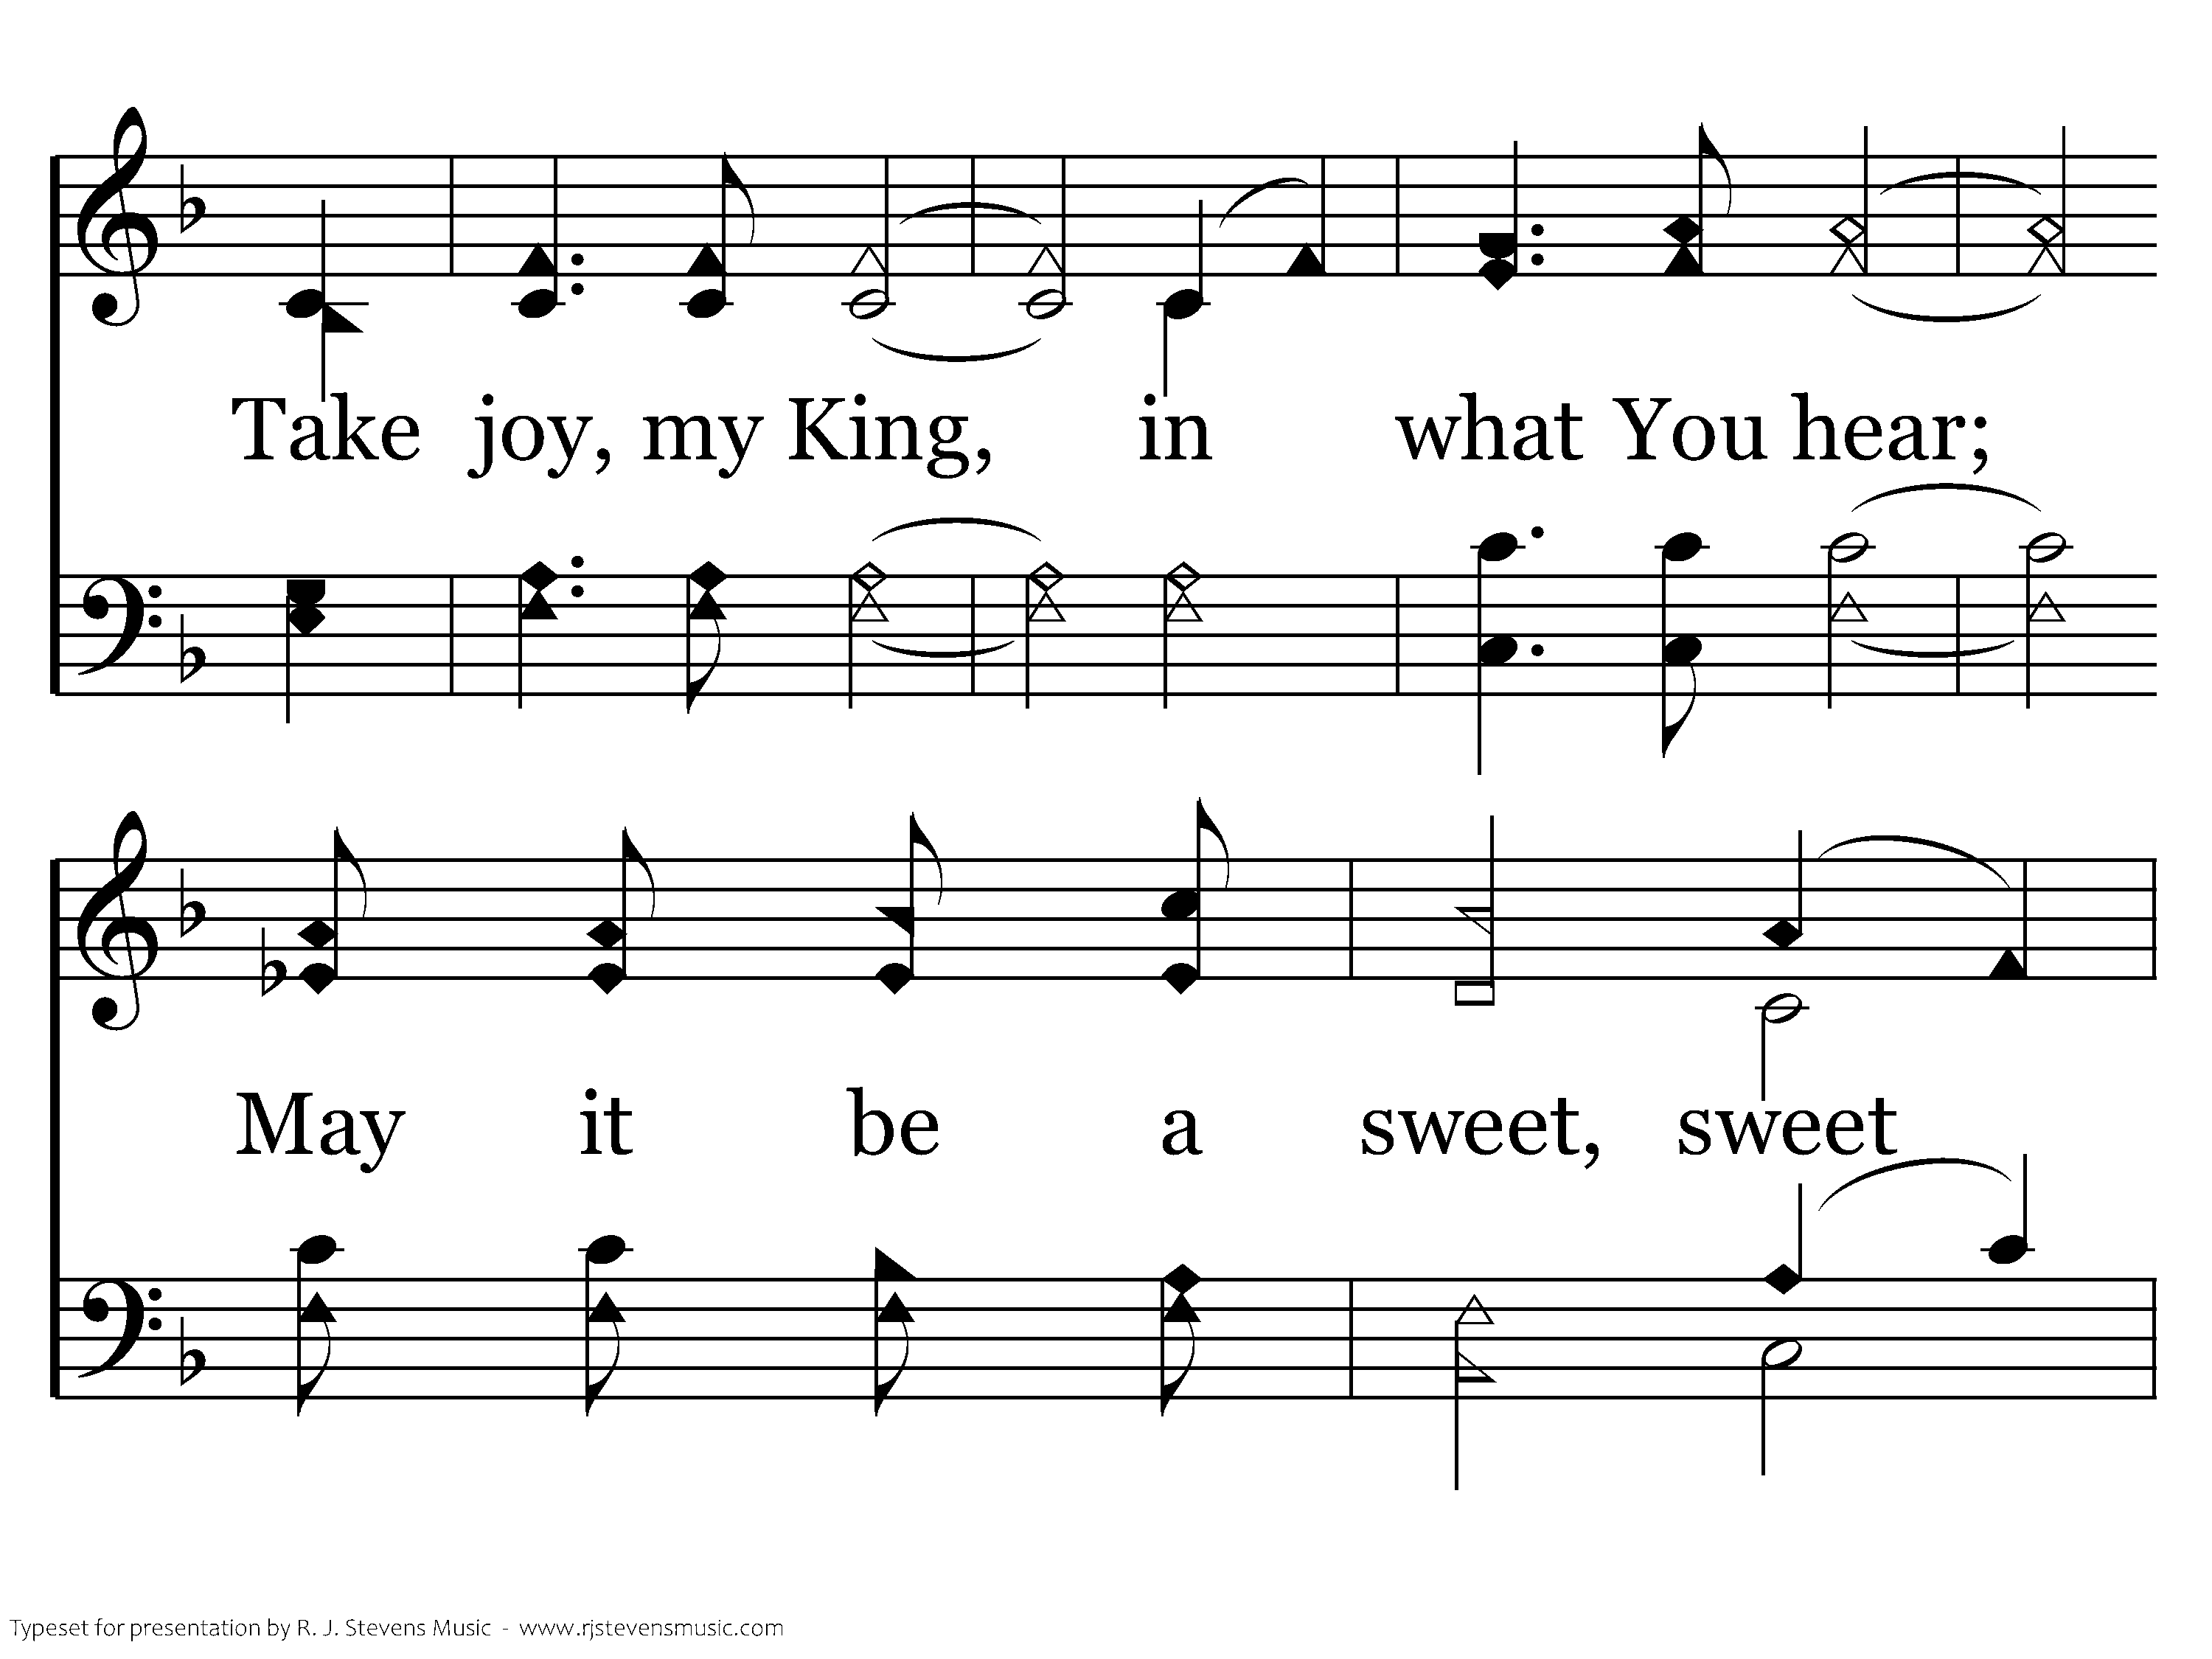 Take joy, my King, in what You hear;
May it be a sweet, sweet
Typeset for presentation by R. J. Stevens Music - www.rjstevensmusic.com